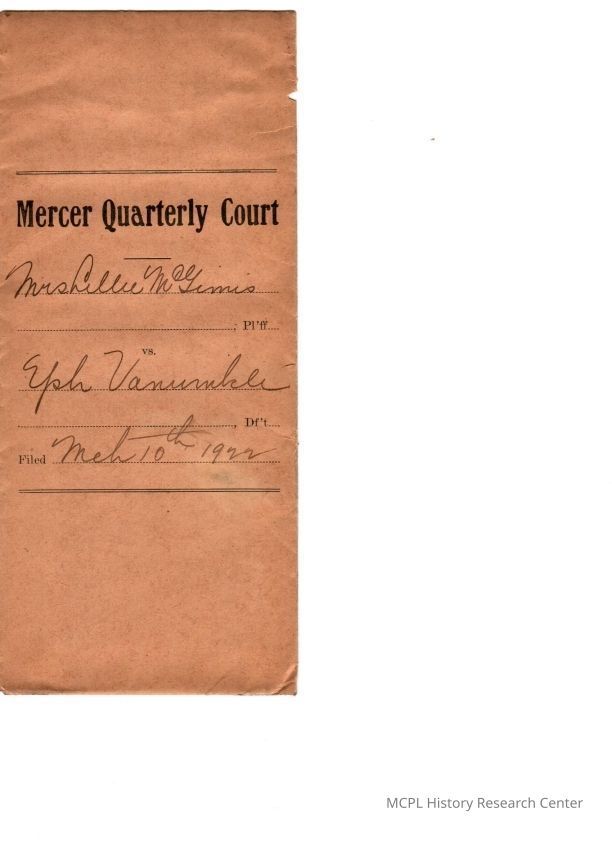 Mercer Quarterly Court
Mrs Lillie McGinnis
, Pl'ff.
vs.
Eph Vanwinkle
, Df't.
Filed Mch 10th 1922
MCPL History Research Center